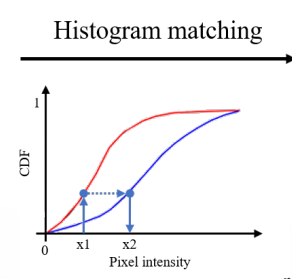 Histogram matching
1
CDF
0
x1
x2
Pixel intensity